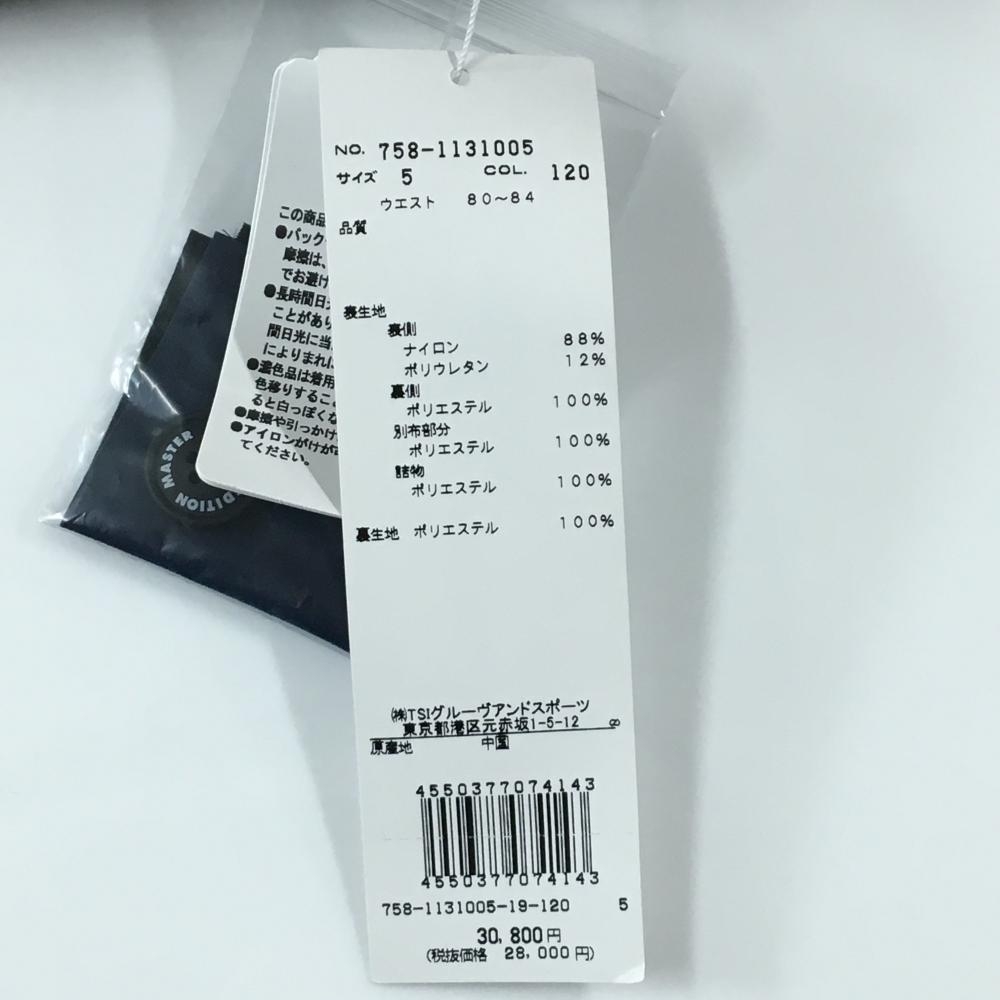 NO. 758-1131005
サイズ 5 COL. 120
ウエスト 80〜84
品質
表生地
表側
ナイロン 88%
ポリウレタン 12%
裏側
ポリエステル 100%
別布部分
ポリエステル 100%
詰物
ポリエステル 100%
裏生地 ポリエステル 100%
㈱TSIグルーヴアンドスポーツ
東京都港区元赤坂1-5-12 ∞
原産地 中国
4550377074143
4550377074143
758-1131005-19-120 5
30,800円
(税抜価格 28,000円)
この商品
●バック
摩擦は、
でお避け
●長時間日
ことがあり
間日光に当
によりまれに
●濃色品は着用
色移りするこ
ると白っぽくな
●摩擦や引っかけ
●アイロンがけが
てください。
MASTER
EDITION